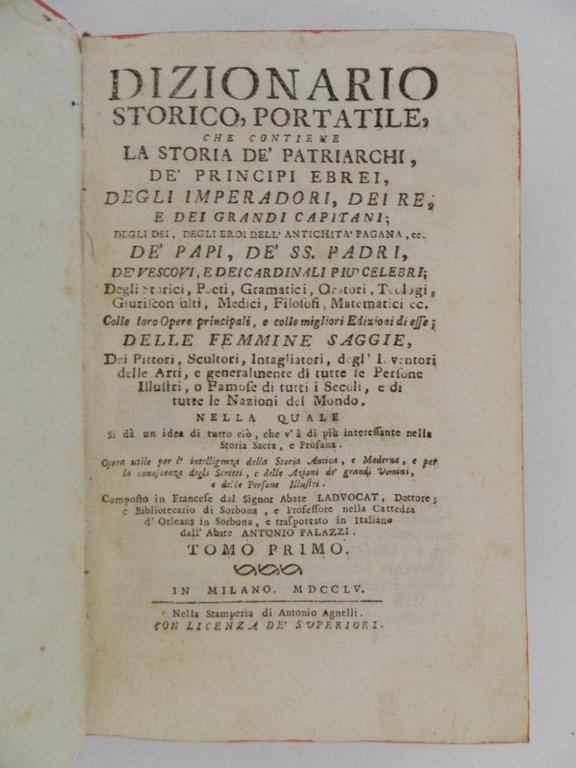 DIZIONARIO
STORICO, PORTATILE,
CHE CONTIENE
LA STORIA DE' PATRIARCHI,
DE' PRINCIPI EBREI,
DEGLI IMPERADORI, DEI RE,
E DEI GRANDI CAPITANI;
DEGLI DEI, DEGLI EROI DELL' ANTICHITA' PAGANA, ec.
DE' PAPI, DE' SS. PADRI,
DE' VESCOVI, E DEI CARDINALI PIU' CELEBRI;
Degli Storici, Poeti, Gramatici, Oratori, Teologi,
Giurisconsulti, Medici, Filosofi, Matematici ec.
Colle loro Opere principali, e colle migliori Edizioni di esse;
DELLE FEMMINE SAGGIE,
Dei Pittori, Scultori, Intagliatori, degl' Inventori
delle Arti, e generalmente di tutte le Persone
Illustri, o Famose di tutti i Secoli, e di
tutte le Nazioni del Mondo.
NELLA QUALE
Si dà un idea di tutto ciò, che v'à di più interessante nella
Storia Sacra, e Profana.
Opera utile per l' intelligenza della Storia Antica, e Moderna, e per
la conoscenza degli Scritti, e delle Azioni de' grandi Uomini,
e delle Persone Illustri.
Composto in Francese dal Signor Abate LADVOCAT, Dottore;
e Bibliotecario di Sorbona, e Professore nella Cattedra
d' Orleans in Sorbona, e trasportato in Italiano
dall' Abate ANTONIO PALAZZI.
TOMO PRIMO.
IN MILANO. MDCCLV.
Nella Stamperia di Antonio Agnelli.
CON LICENZA DE' SUPERIORI.